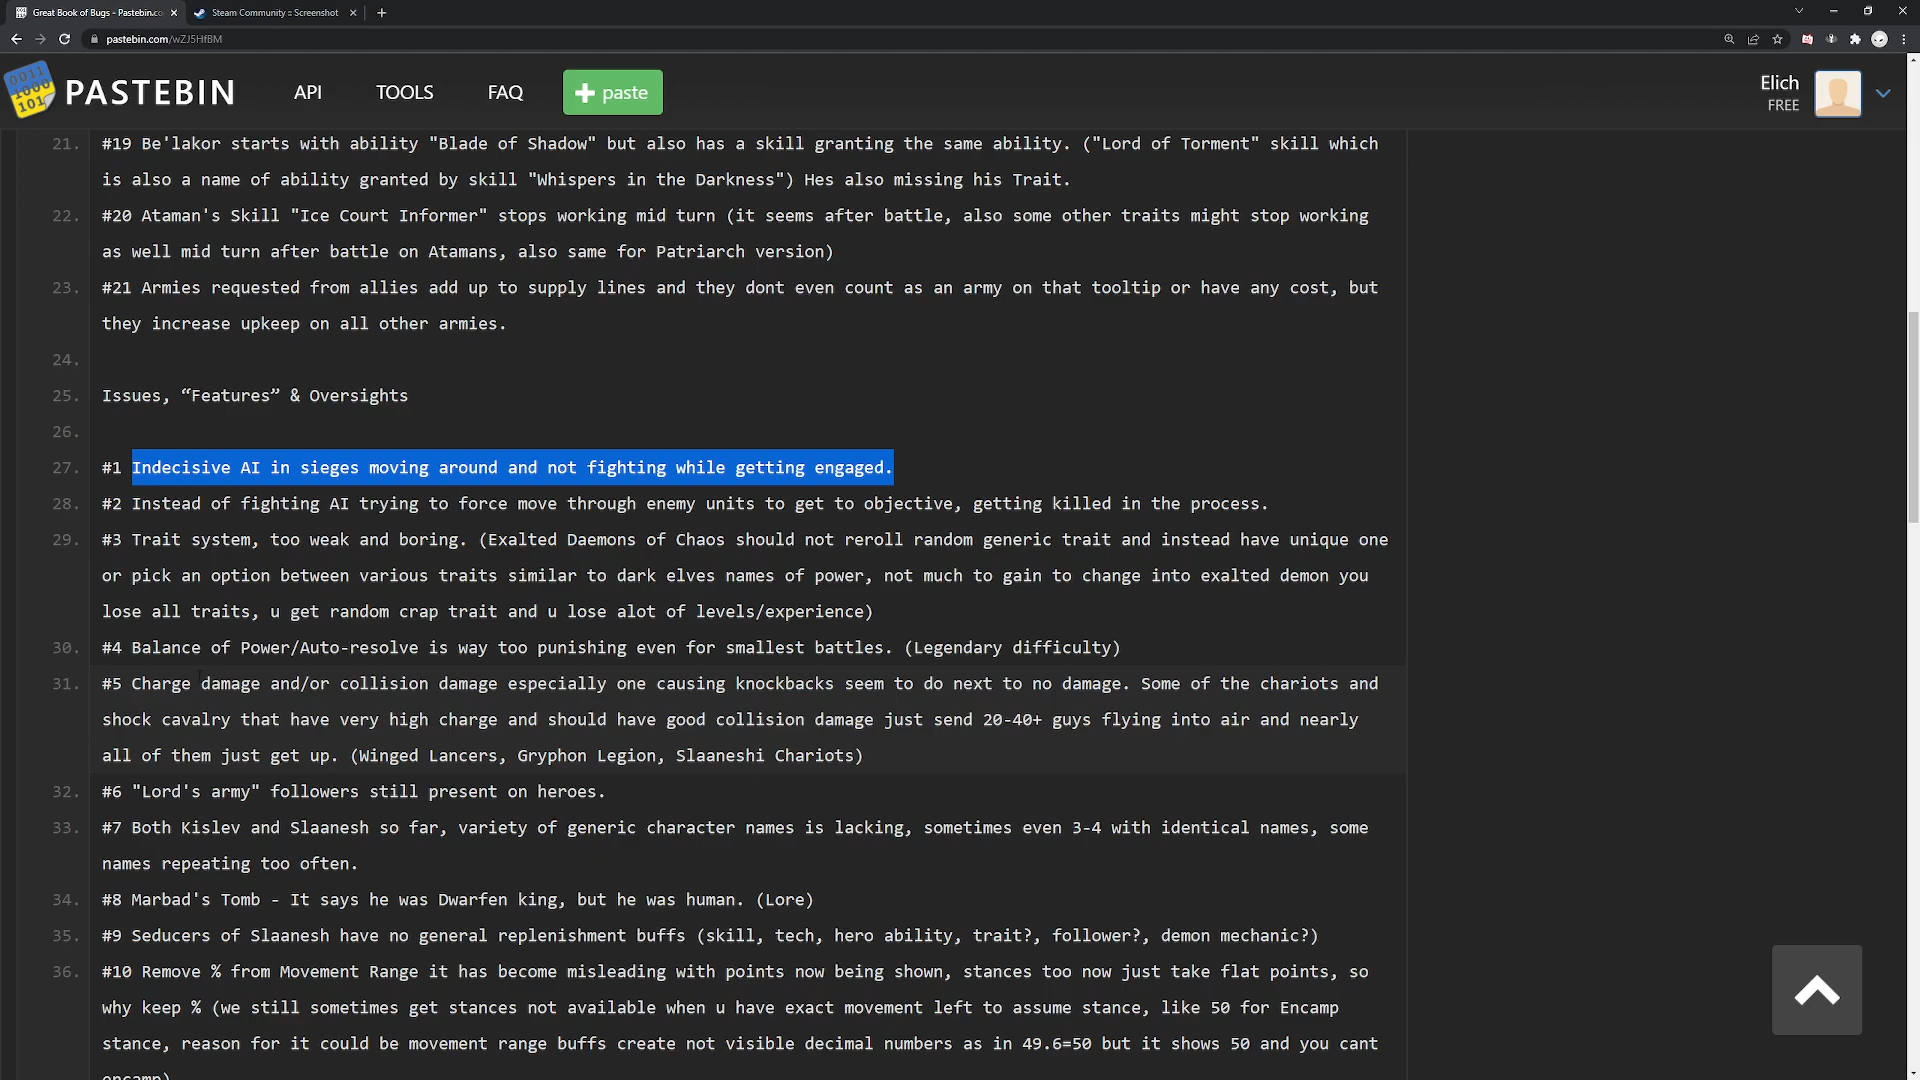 Great Book of Bugs - Pastebin.co
Steam Community :: Screenshot
pastebin.com/wZJ5HfBM
0011
1000
101
PASTEBIN
API
TOOLS
FAQ
paste
Elich
FREE
21. #19 Be'lakor starts with ability "Blade of Shadow" but also has a skill granting the same ability. ("Lord of Torment" skill which
is also a name of ability granted by skill "Whispers in the Darkness") Hes also missing his Trait.
22. #20 Ataman's Skill "Ice Court Informer" stops working mid turn (it seems after battle, also some other traits might stop working
as well mid turn after battle on Atamans, also same for Patriarch version)
23. #21 Armies requested from allies add up to supply lines and they dont even count as an army on that tooltip or have any cost, but
they increase upkeep on all other armies.
24.
25. Issues, “Features” & Oversights
26.
27. #1 Indecisive AI in sieges moving around and not fighting while getting engaged.
28. #2 Instead of fighting AI trying to force move through enemy units to get to objective, getting killed in the process.
29. #3 Trait system, too weak and boring. (Exalted Daemons of Chaos should not reroll random generic trait and instead have unique one
or pick an option between various traits similar to dark elves names of power, not much to gain to change into exalted demon you
lose all traits, u get random crap trait and u lose alot of levels/experience)
30. #4 Balance of Power/Auto-resolve is way too punishing even for smallest battles. (Legendary difficulty)
31. #5 Charge damage and/or collision damage especially one causing knockbacks seem to do next to no damage. Some of the chariots and
shock cavalry that have very high charge and should have good collision damage just send 20-40+ guys flying into air and nearly
all of them just get up. (Winged Lancers, Gryphon Legion, Slaaneshi Chariots)
32. #6 "Lord's army" followers still present on heroes.
33. #7 Both Kislev and Slaanesh so far, variety of generic character names is lacking, sometimes even 3-4 with identical names, some
names repeating too often.
34. #8 Marbad's Tomb - It says he was Dwarfen king, but he was human. (Lore)
35. #9 Seducers of Slaanesh have no general replenishment buffs (skill, tech, hero ability, trait?, follower?, demon mechanic?)
36. #10 Remove % from Movement Range it has become misleading with points now being shown, stances too now just take flat points, so
why keep % (we still sometimes get stances not available when u have exact movement left to assume stance, like 50 for Encamp
stance, reason for it could be movement range buffs create not visible decimal numbers as in 49.6=50 but it shows 50 and you cant
encamp)